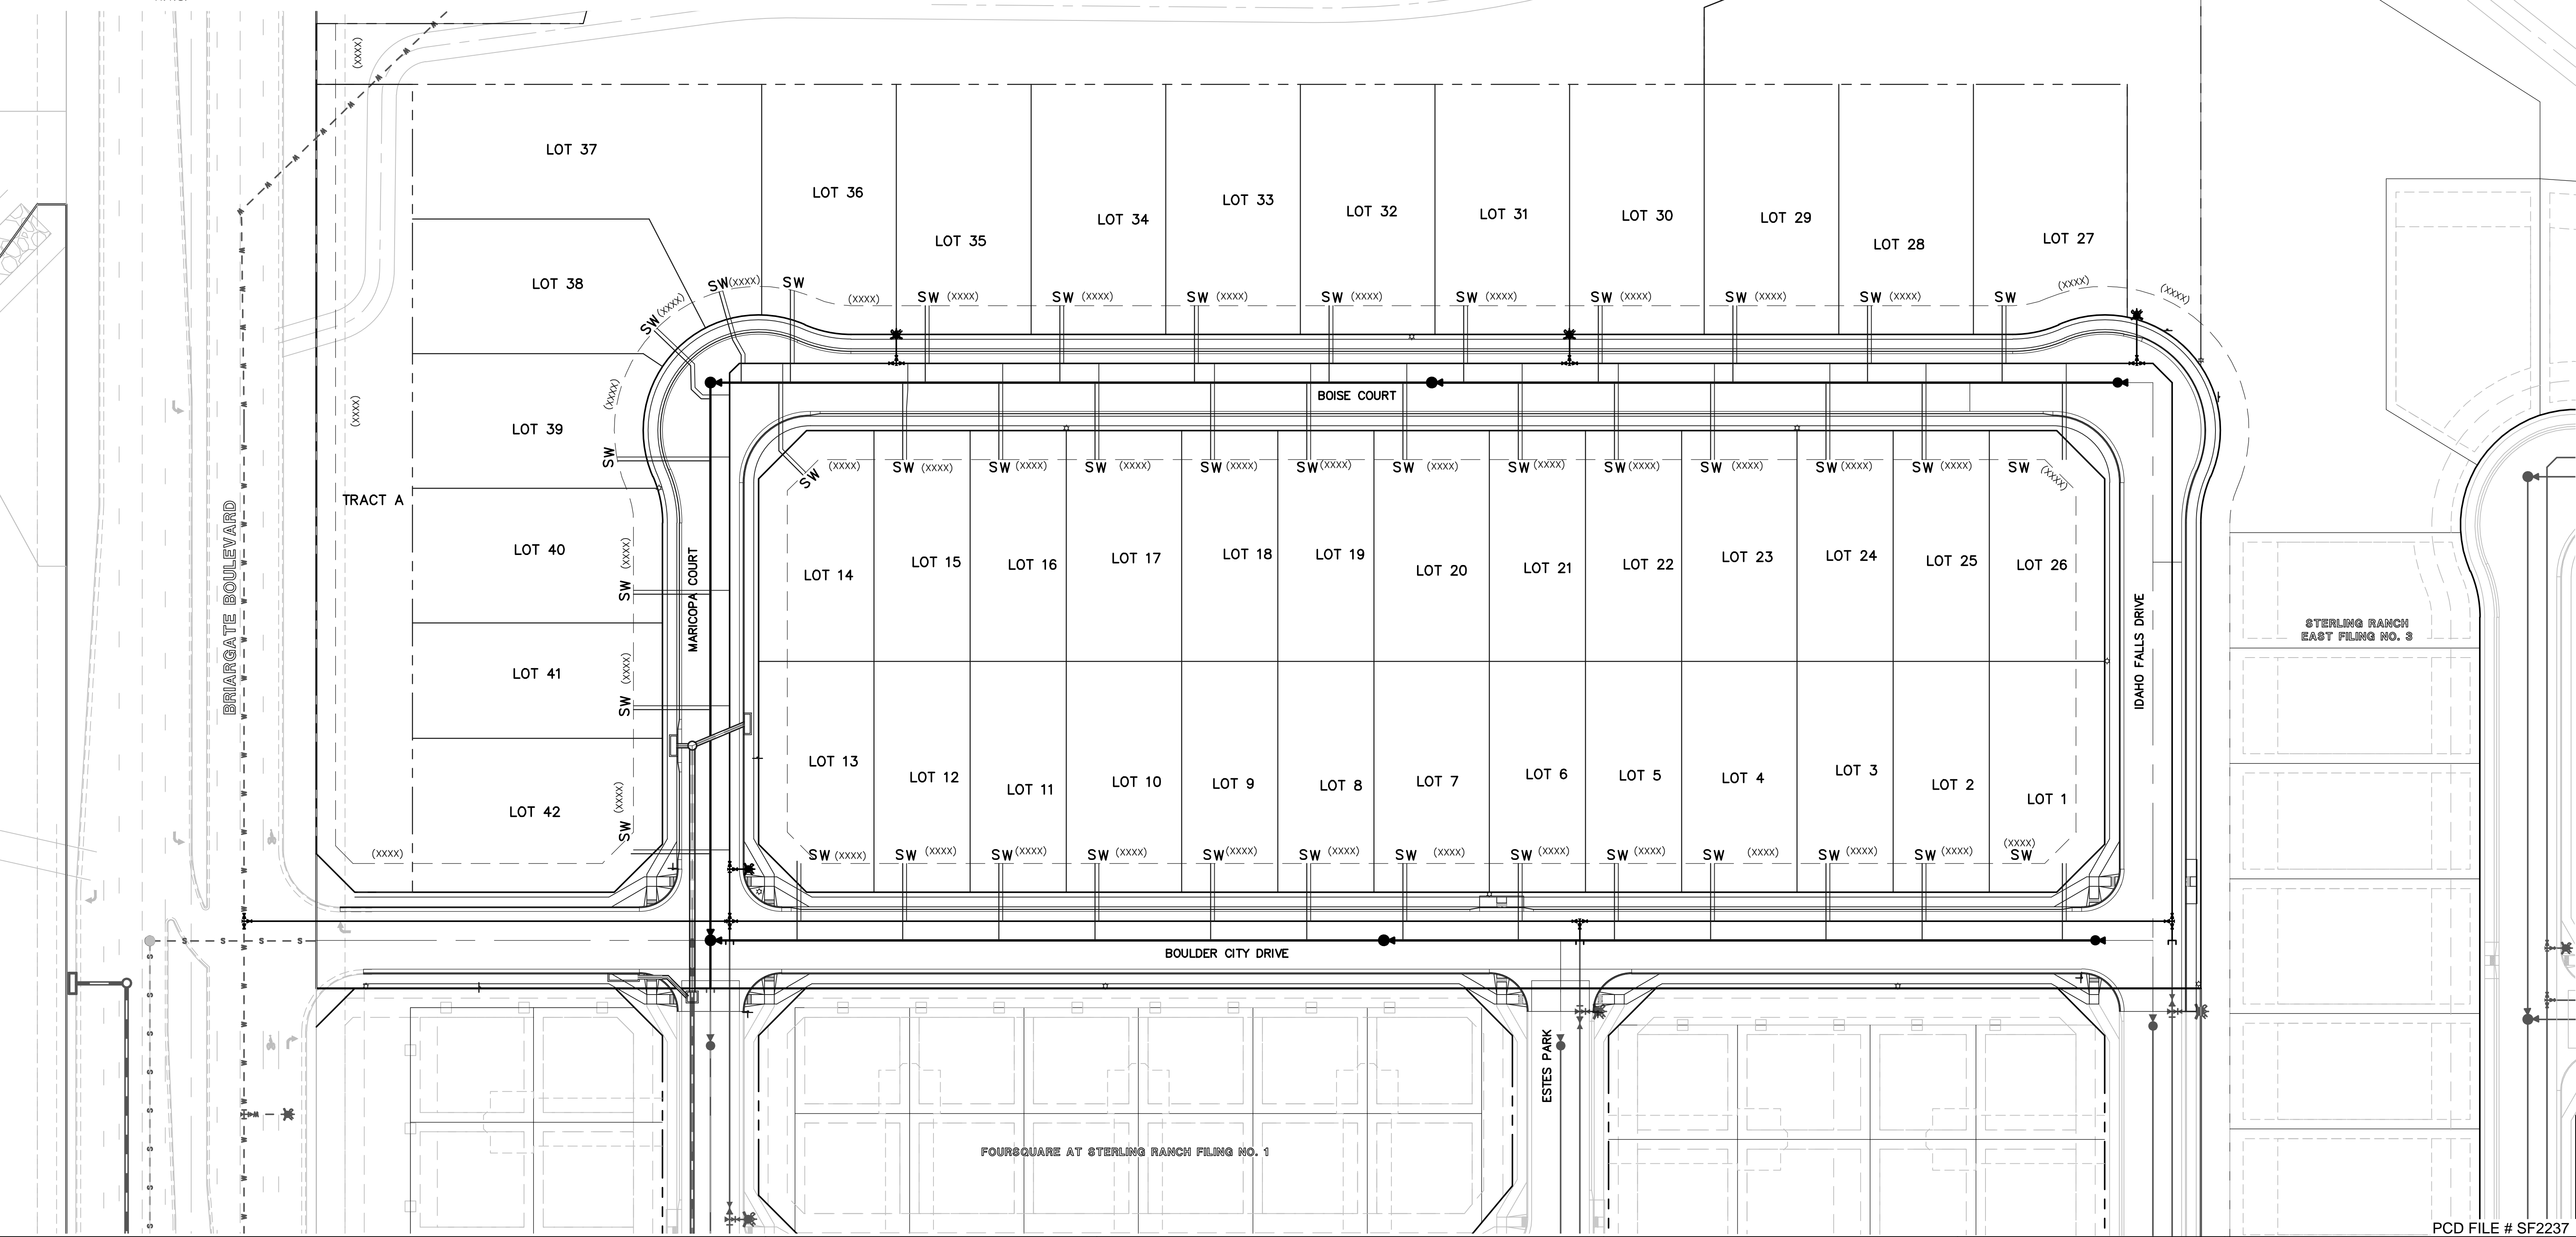 (XXXX)
LOT 37
LOT 36
LOT 35
LOT 34
LOT 33
LOT 32
LOT 31
LOT 30
LOT 29
LOT 28
LOT 27
LOT 38
SW (XXXX)
SW(XXXX)
SW
(XXXX)
SW (XXXX)
SW (XXXX)
SW (XXXX)
SW (XXXX)
SW (XXXX)
SW (XXXX)
SW (XXXX)
SW (XXXX)
SW
(XXXX)
(XXXX)
BOISE COURT
(XXXX)
(XXXX)
LOT 39
SW
SW
(XXXX)
SW (XXXX)
SW (XXXX)
SW (XXXX)
SW (XXXX)
SW (XXXX)
SW (XXXX)
SW (XXXX)
SW (XXXX)
SW (XXXX)
SW (XXXX)
SW (XXXX)
SW
(XXXX)
TRACT A
BRIARGATE BOULEVARD
LOT 40
SW (XXXX)
MARICOPA COURT
LOT 14
LOT 15
LOT 16
LOT 17
LOT 18
LOT 19
LOT 20
LOT 21
LOT 22
LOT 23
LOT 24
LOT 25
LOT 26
IDAHO FALLS DRIVE
STERLING RANCH
EAST FILING NO. 3
LOT 41
SW (XXXX)
LOT 13
LOT 12
LOT 11
LOT 10
LOT 9
LOT 8
LOT 7
LOT 6
LOT 5
LOT 4
LOT 3
LOT 2
LOT 1
LOT 42
SW (XXXX)
(XXXX)
SW (XXXX)
SW (XXXX)
SW (XXXX)
SW (XXXX)
SW (XXXX)
SW (XXXX)
SW (XXXX)
SW (XXXX)
SW (XXXX)
SW (XXXX)
SW (XXXX)
SW (XXXX)
(XXXX)
SW
S S S S
BOULDER CITY DRIVE
ESTES PARK
FOURSQUARE AT STERLING RANCH FILING NO. 1
PCD FILE # SF2237